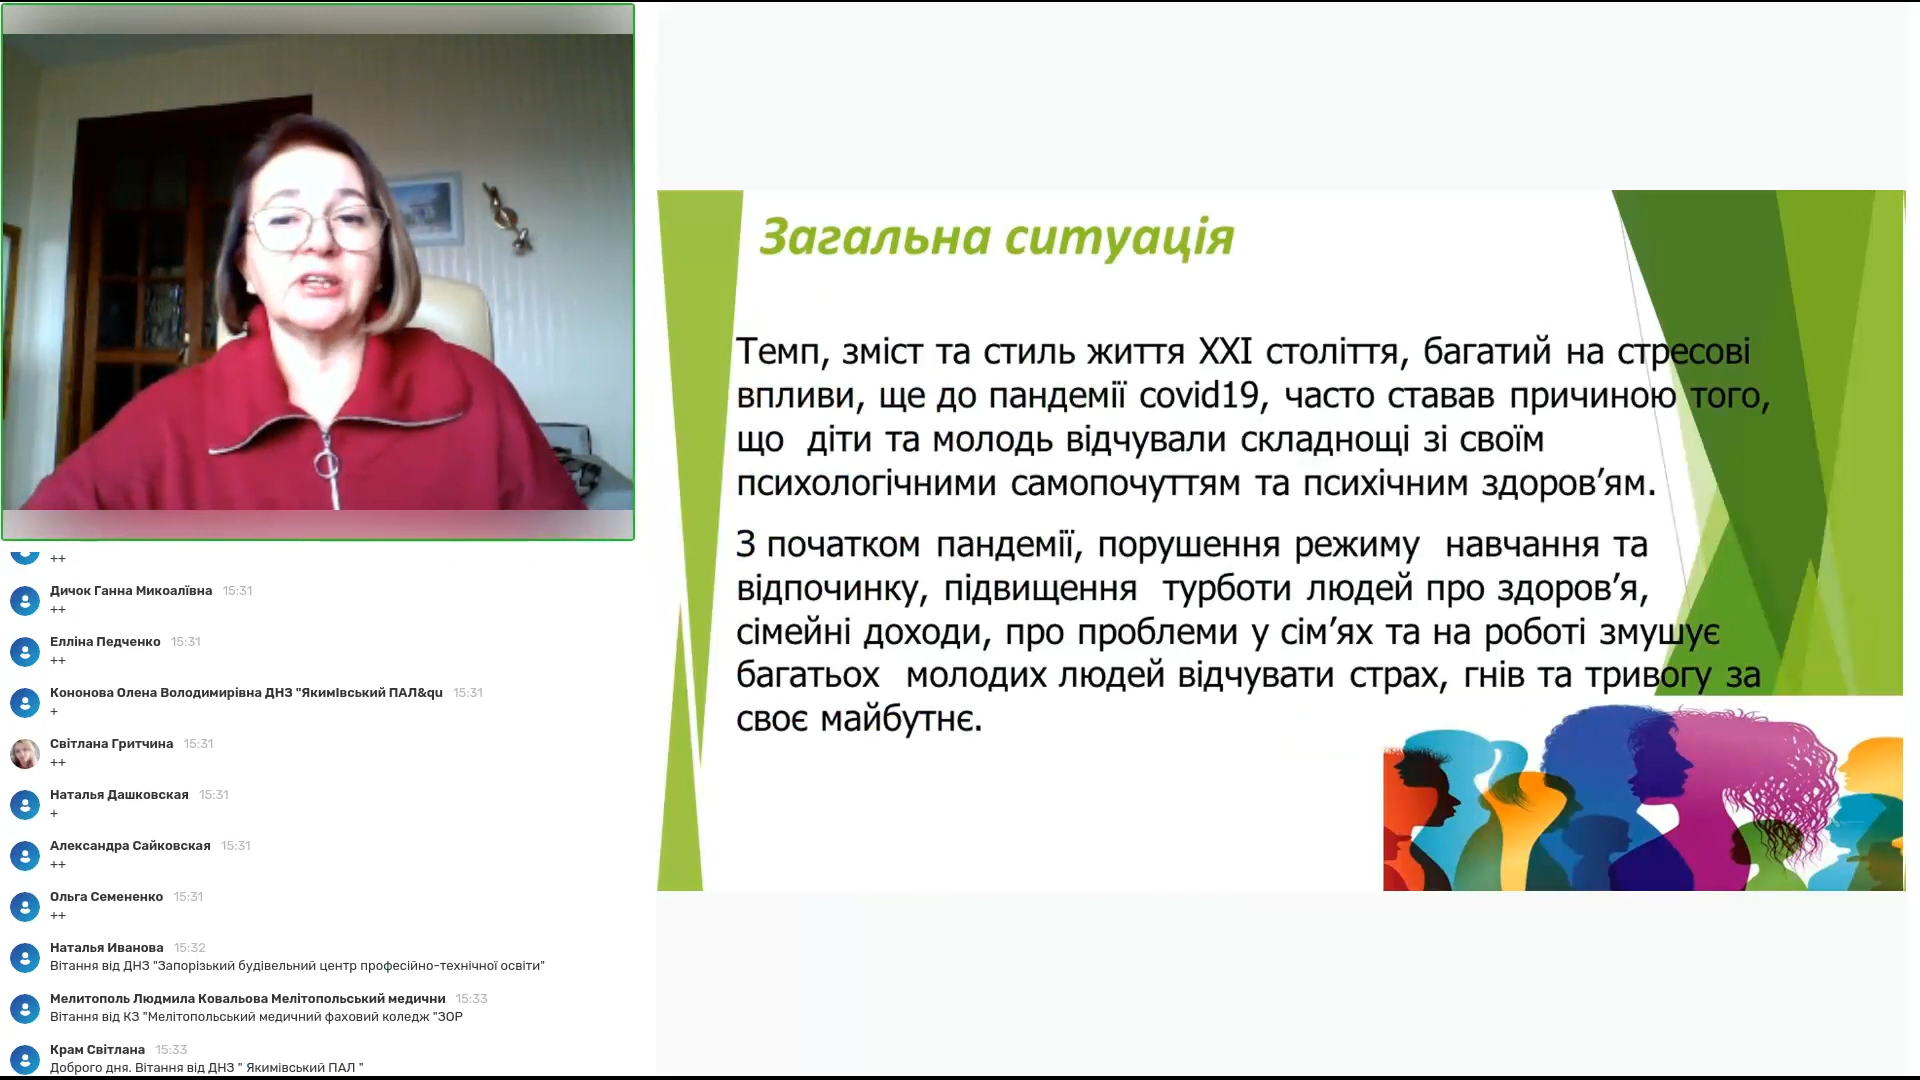 ++
Дичок Ганна Микоалївна 15:31
++
Елліна Педченко 15:31
++
Кононова Олена Володимирівна ДНЗ "ЯкимІвський ПАЛ&qu 15:31
+
Світлана Гритчина 15:31
++
Наталья Дашковская 15:31
+
Александра Сайковская 15:31
++
Ольга Семененко 15:31
++
Наталья Иванова 15:32
Вітання від ДНЗ "Запорізький будівельний центр професійно-технічної освіти"
Мелитополь Людмила Ковальова Мелітопольський медични 15:33
Вітання від КЗ "Мелітопольський медичний фаховий коледж "ЗОР
Крам Світлана 15:33
Доброго дня. Вітання від ДНЗ " Якимівський ПАЛ "
Загальна ситуація
Темп, зміст та стиль життя ХХІ століття, багатий на стресові
впливи, ще до пандемії covid19, часто ставав причиною того,
що діти та молодь відчували складнощі зі своїм
психологічними самопочуттям та психічним здоров’ям.
З початком пандемії, порушення режиму навчання та
відпочинку, підвищення турботи людей про здоров’я,
сімейні доходи, про проблеми у сім’ях та на роботі змушує
багатьох молодих людей відчувати страх, гнів та тривогу за
своє майбутнє.